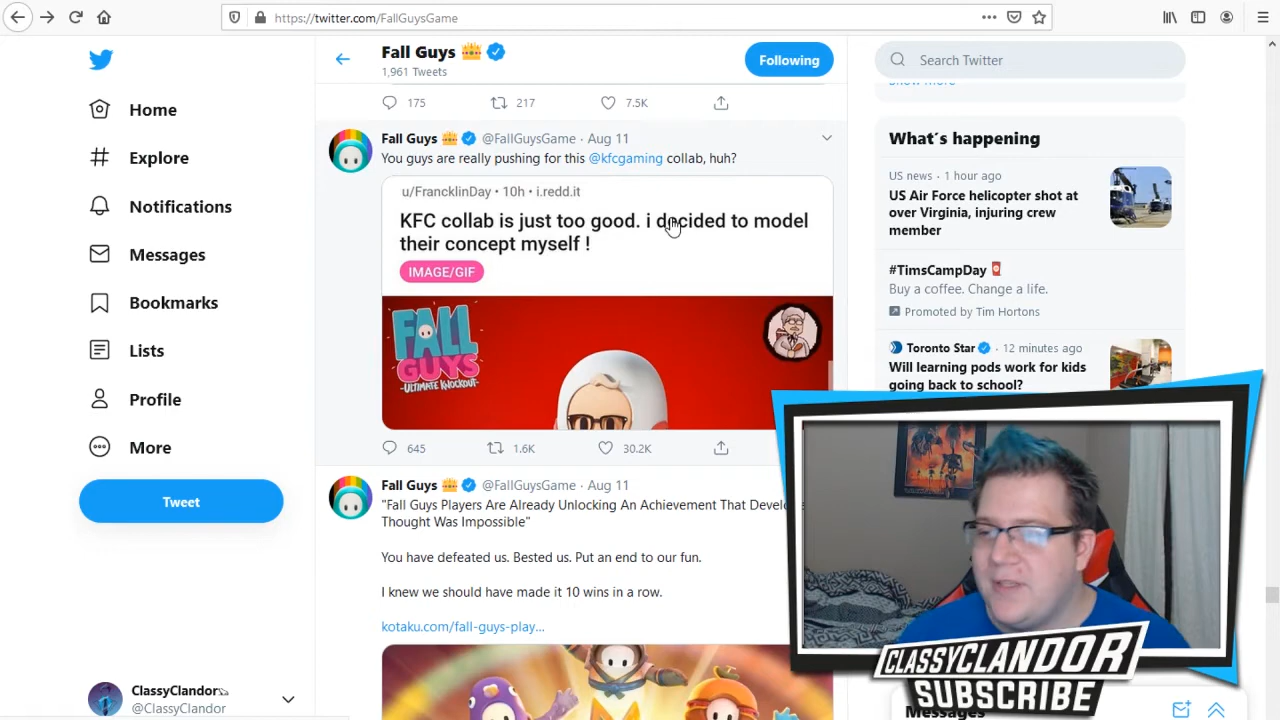 https://twitter.com/FallGuysGame
Fall Guys
1,961 Tweets
Following
Search Twitter
Home
Explore
Notifications
Messages
Bookmarks
Lists
Profile
More
Tweet
ClassyClandor
@ClassyClandor
175 217 7.5K
Fall Guys @FallGuysGame · Aug 11
You guys are really pushing for this @kfcgaming collab, huh?
u/FrancklinDay • 10h • i.redd.it
KFC collab is just too good. i decided to model
their concept myself !
IMAGE/GIF
FALL
GUYS
ULTIMATE KNOCKOUT
645 1.6K 30.2K
Fall Guys @FallGuysGame · Aug 11
"Fall Guys Players Are Already Unlocking An Achievement That
Thought Was Impossible"
You have defeated us. Bested us. Put an end to our fun.
I knew we should have made it 10 wins in a row.
kotaku.com/fall-guys-play...
Show more
What's happening
US news · 1 hour ago
US Air Force helicopter shot at
over Virginia, injuring crew
member
#TimsCampDay
Buy a coffee. Change a life.
Promoted by Tim Hortons
Toronto Star · 12 minutes ago
Will learning pods work for kids
going back to school?
CLASSYCLANDOR
SUBSCRIBE
Messages